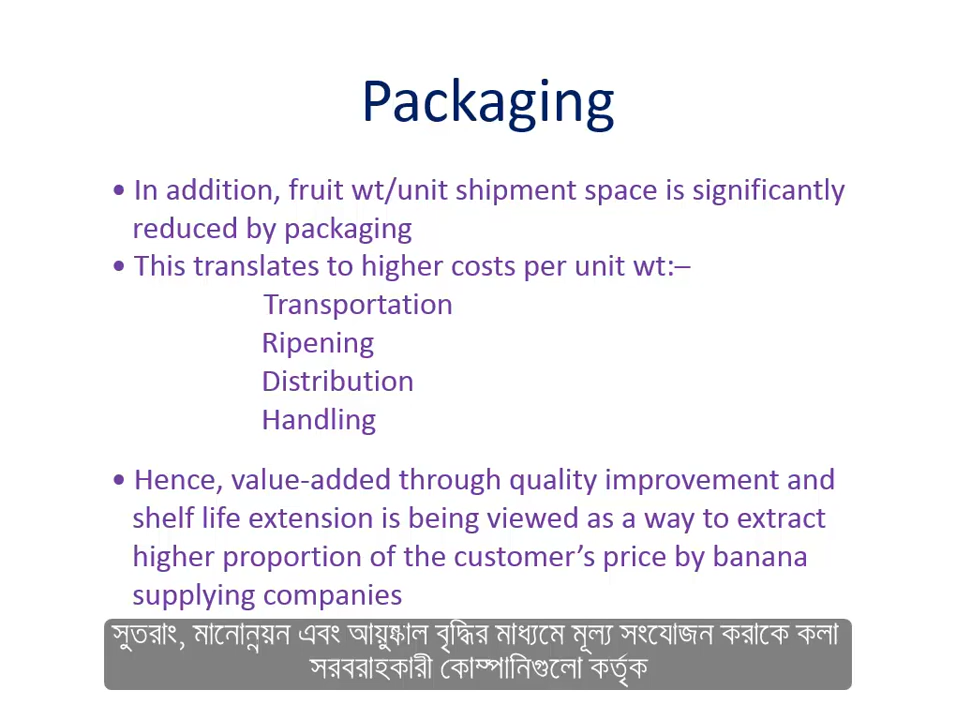 Packaging
• In addition, fruit wt/unit shipment space is significantly
reduced by packaging
• This translates to higher costs per unit wt:–
Transportation
Ripening
Distribution
Handling
• Hence, value-added through quality improvement and
shelf life extension is being viewed as a way to extract
higher proportion of the customer’s price by banana
supplying companies
সুতরাং, মানোন্নয়ন এবং আয়ুষ্কাল বৃদ্ধির মাধ্যমে মূল্য সংযোজন করাকে কলা
সরবরাহকারী কোম্পানিগুলো কর্তৃক